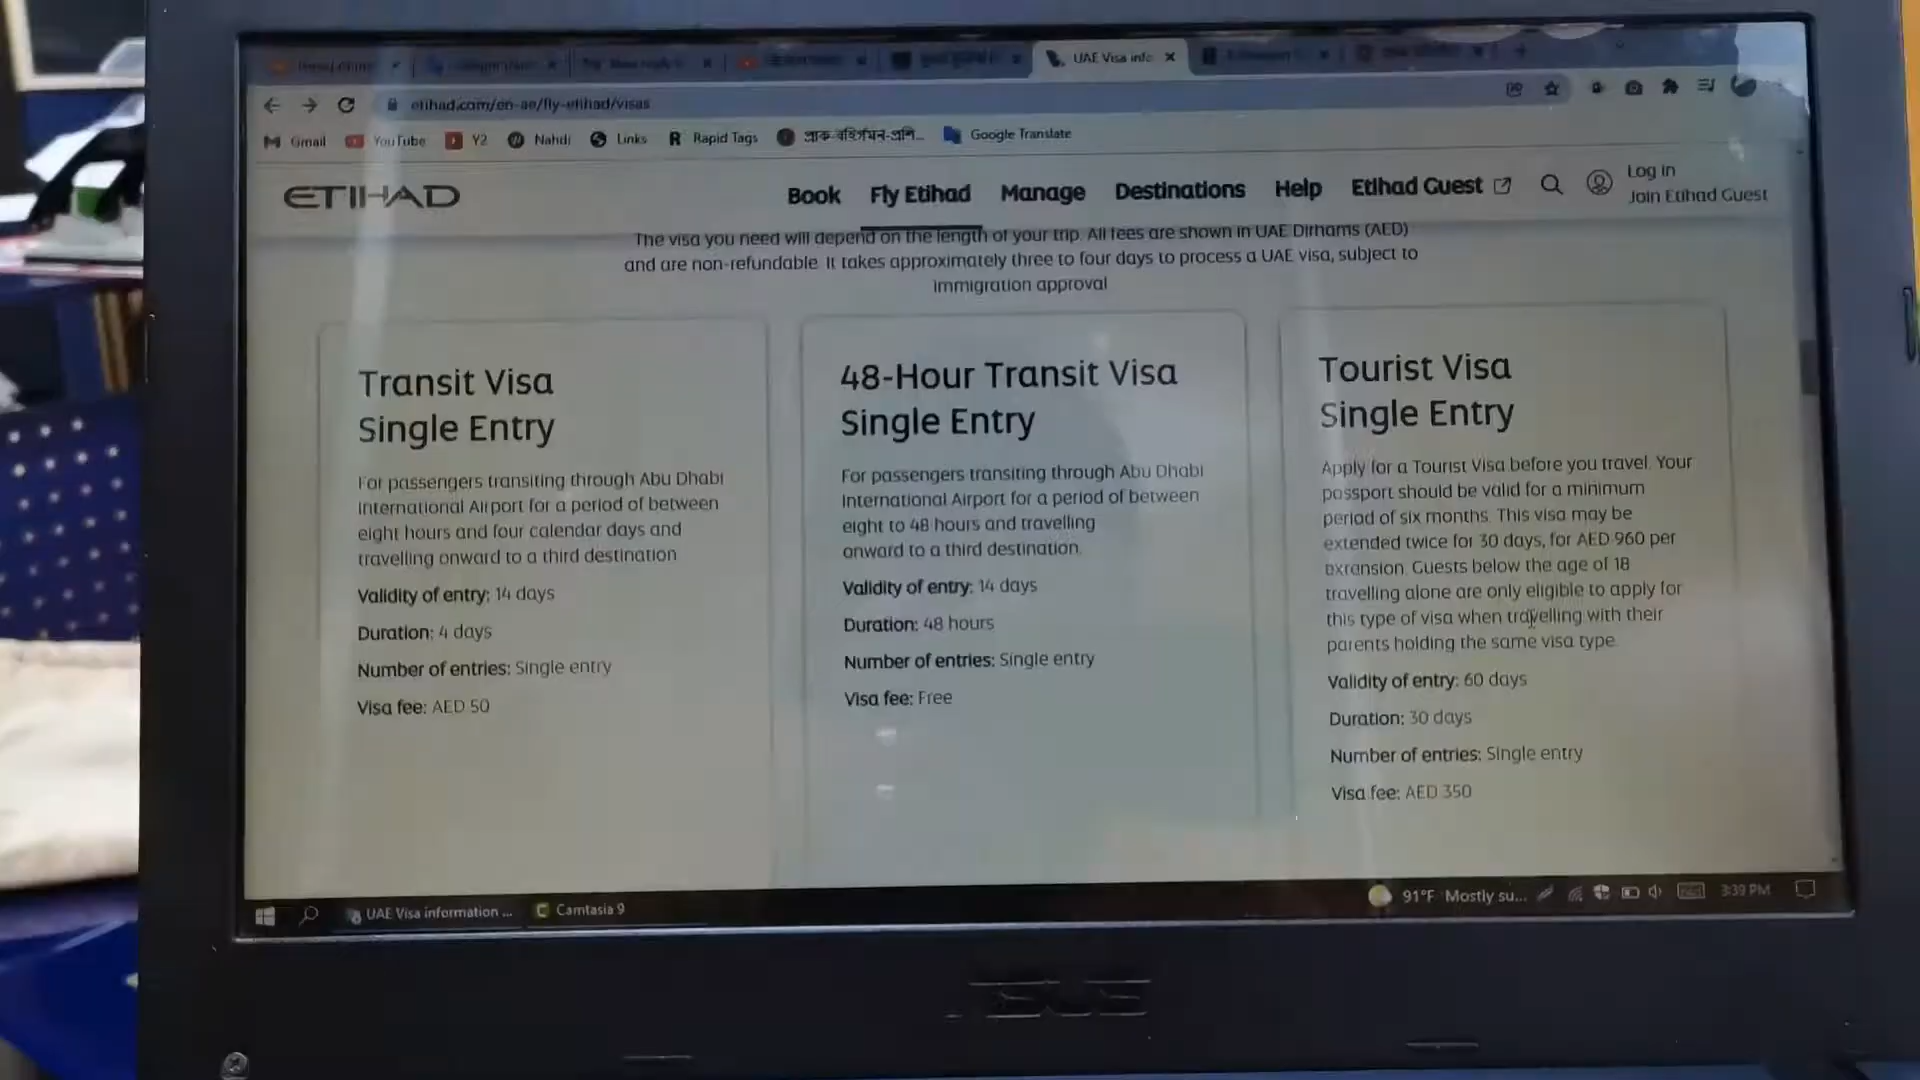 UAE Visa info
etihad.com/en-ae/fly-etihad/visas
Gmail YouTube Y2 Nahdi Links Rapid Tags প্রাক-বহির্গমন-প্রশি... Google Translate
ETIHAD
Book Fly Etihad Manage Destinations Help Etihad Guest
Log in
Join Etihad Guest
The visa you need will depend on the length of your trip. All fees are shown in UAE Dirhams (AED)
and are non-refundable. It takes approximately three to four days to process a UAE visa, subject to
immigration approval
Transit Visa
Single Entry
For passengers transiting through Abu Dhabi
International Airport for a period of between
eight hours and four calendar days and
travelling onward to a third destination
Validity of entry: 14 days
Duration: 4 days
Number of entries: Single entry
Visa fee: AED 50
48-Hour Transit Visa
Single Entry
For passengers transiting through Abu Dhabi
International Airport for a period of between
eight to 48 hours and travelling
onward to a third destination.
Validity of entry: 14 days
Duration: 48 hours
Number of entries: Single entry
Visa fee: Free
Tourist Visa
Single Entry
Apply for a Tourist Visa before you travel. Your
passport should be valid for a minimum
period of six months. This visa may be
extended twice for 30 days, for AED 960 per
extension. Guests below the age of 18
travelling alone are only eligible to apply for
this type of visa when travelling with their
parents holding the same visa type.
Validity of entry: 60 days
Duration: 30 days
Number of entries: Single entry
Visa fee: AED 350
UAE Visa information ... Camtasia 9
91°F Mostly su... 3:39 PM
ASUS